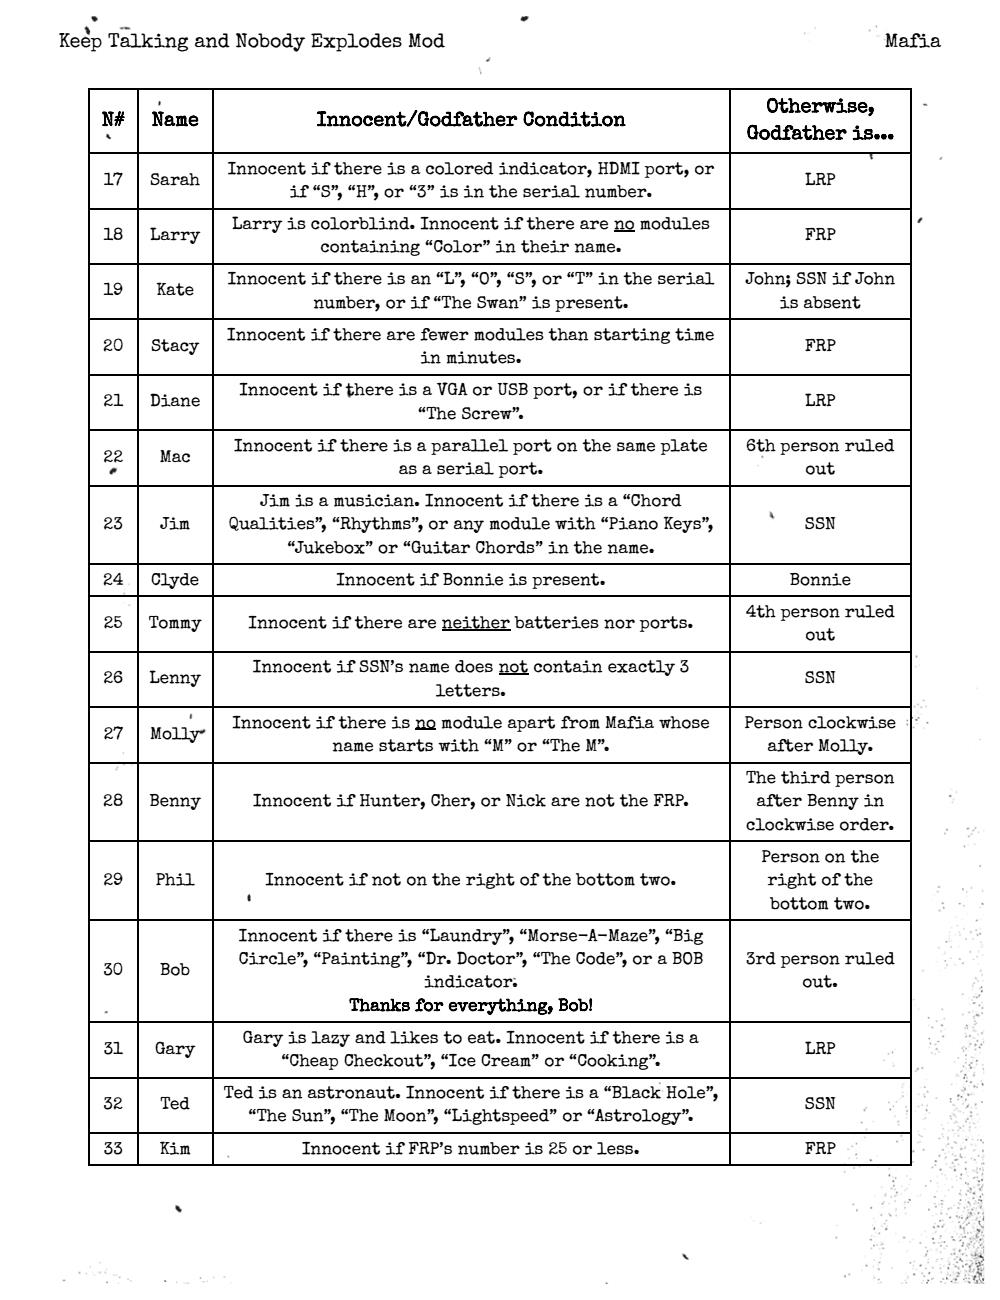 Keep Talking and Nobody Explodes Mod
Mafia
N#
Name
Innocent/Godfather Condition
Otherwise,
Godfather is...
17
Sarah
Innocent if there is a colored indicator, HDMI port, or
if “S”, “H”, or “3” is in the serial number.
LRP
18
Larry
Larry is colorblind. Innocent if there are no modules
containing “Color” in their name.
FRP
19
Kate
Innocent if there is an “L”, “O”, “S”, or “T” in the serial
number, or if “The Swan” is present.
John; SSN if John
is absent
20
Stacy
Innocent if there are fewer modules than starting time
in minutes.
FRP
21
Diane
Innocent if there is a VGA or USB port, or if there is
“The Screw”.
LRP
22
Mac
Innocent if there is a parallel port on the same plate
as a serial port.
6th person ruled
out
23
Jim
Jim is a musician. Innocent if there is a “Chord
Qualities”, “Rhythms”, or any module with “Piano Keys”,
“Jukebox” or “Guitar Chords” in the name.
SSN
24
Clyde
Innocent if Bonnie is present.
Bonnie
25
Tommy
Innocent if there are neither batteries nor ports.
4th person ruled
out
26
Lenny
Innocent if SSN’s name does not contain exactly 3
letters.
SSN
27
Molly
Innocent if there is no module apart from Mafia whose
name starts with “M” or “The M”.
Person clockwise
after Molly.
28
Benny
Innocent if Hunter, Cher, or Nick are not the FRP.
The third person
after Benny in
clockwise order.
29
Phil
Innocent if not on the right of the bottom two.
Person on the
right of the
bottom two.
30
Bob
Innocent if there is “Laundry”, “Morse-A-Maze”, “Big
Circle”, “Painting”, “Dr. Doctor”, “The Code”, or a BOB
indicator.
Thanks for everything, Bob!
3rd person ruled
out.
31
Gary
Gary is lazy and likes to eat. Innocent if there is a
“Cheap Checkout”, “Ice Cream” or “Cooking”.
LRP
32
Ted
Ted is an astronaut. Innocent if there is a “Black Hole”,
“The Sun”, “The Moon”, “Lightspeed” or “Astrology”.
SSN
33
Kim
Innocent if FRP’s number is 25 or less.
FRP